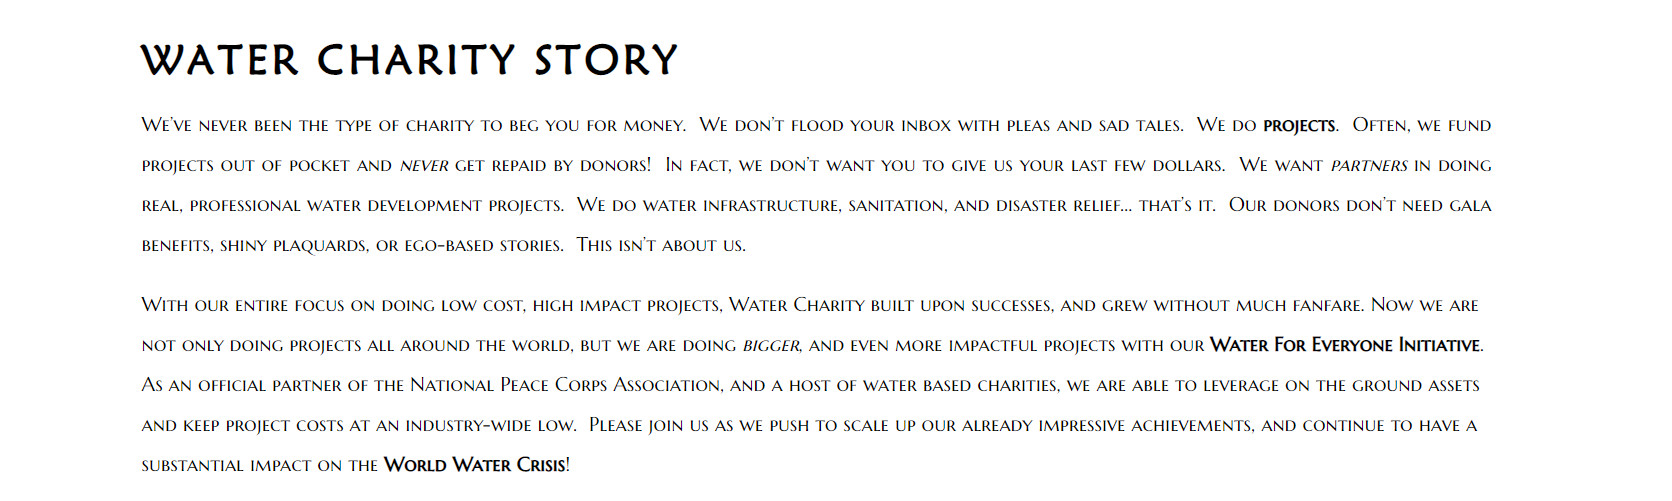 WATER CHARITY STORY
We've never been the type of charity to beg you for money.  We don't flood your inbox with pleas and sad tales.  We do projects.  Often, we fund
projects out of pocket and never get repaid by donors!  In fact, we don't want you to give us your last few dollars.  We want partners in doing
real, professional water development projects.  We do water infrastructure, sanitation, and disaster relief... that's it.  Our donors don't need gala
benefits, shiny plaquards, or ego-based stories.  This isn't about us.
With our entire focus on doing low cost, high impact projects, Water Charity built upon successes, and grew without much fanfare. Now we are
not only doing projects all around the world, but we are doing bigger, and even more impactful projects with our Water For Everyone Initiative.
As an official partner of the National Peace Corps Association, and a host of water based charities, we are able to leverage on the ground assets
and keep project costs at an industry-wide low.  Please join us as we push to scale up our already impressive achievements, and continue to have a
substantial impact on the World Water Crisis!